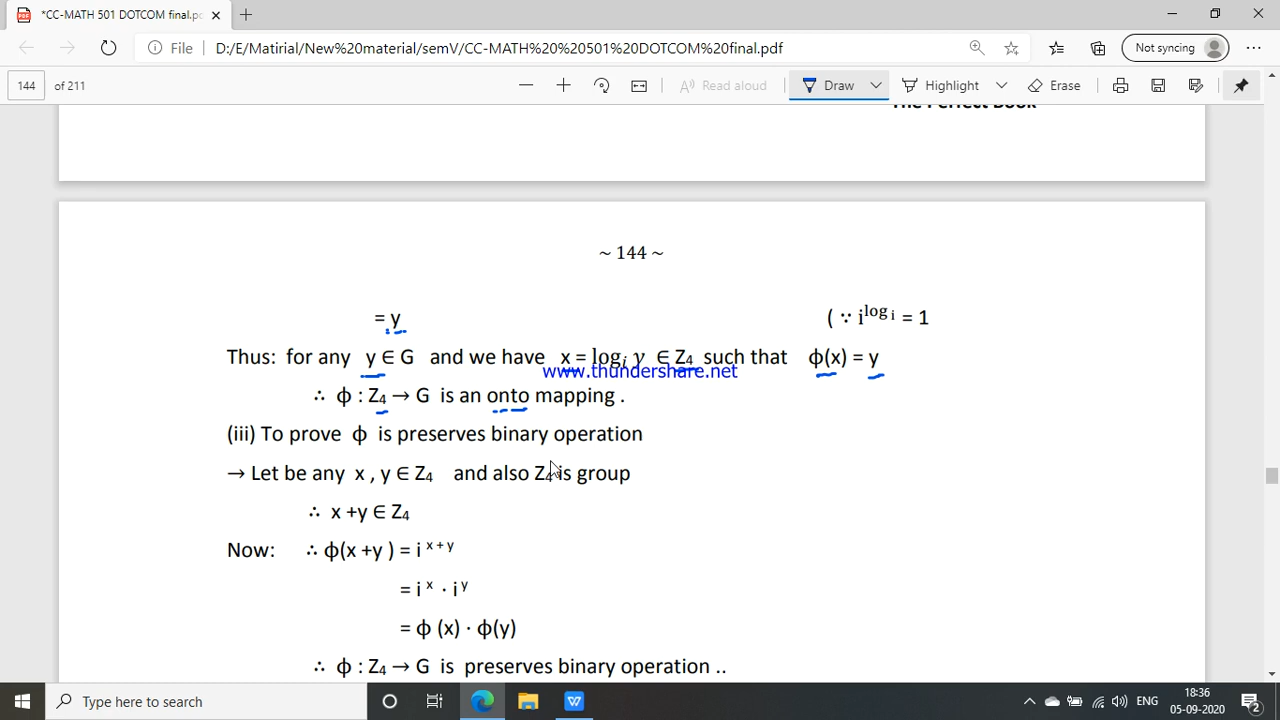 *CC-MATH 501 DOTCOM final.pc
File D:/E/Matirial/New%20material/semV/CC-MATH%20%20501%20DOTCOM%20final.pdf
Not syncing
144 of 211
Read aloud
Draw
Highlight
Erase
The Perfect Book
~ 144 ~
= y ( ∵ i^{log i} = 1
Thus: for any y ∈ G and we have x = log_i y ∈ Z₄ such that ϕ(x) = y
www.thundershare.net
∴ ϕ : Z₄ → G is an onto mapping .
(iii) To prove ϕ is preserves binary operation
→ Let be any x , y ∈ Z₄ and also Z₄ is group
∴ x +y ∈ Z₄
Now: ∴ ϕ(x +y ) = i ^{x + y}
= i ^x · i ^y
= ϕ (x) · ϕ(y)
∴ ϕ : Z₄ → G is preserves binary operation ..
Type here to search
ENG
18:36
05-09-2020
2